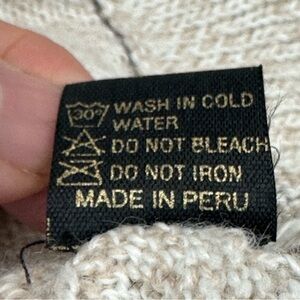 30° WASH IN COLD
WATER
DO NOT BLEACH
DO NOT IRON
MADE IN PERU